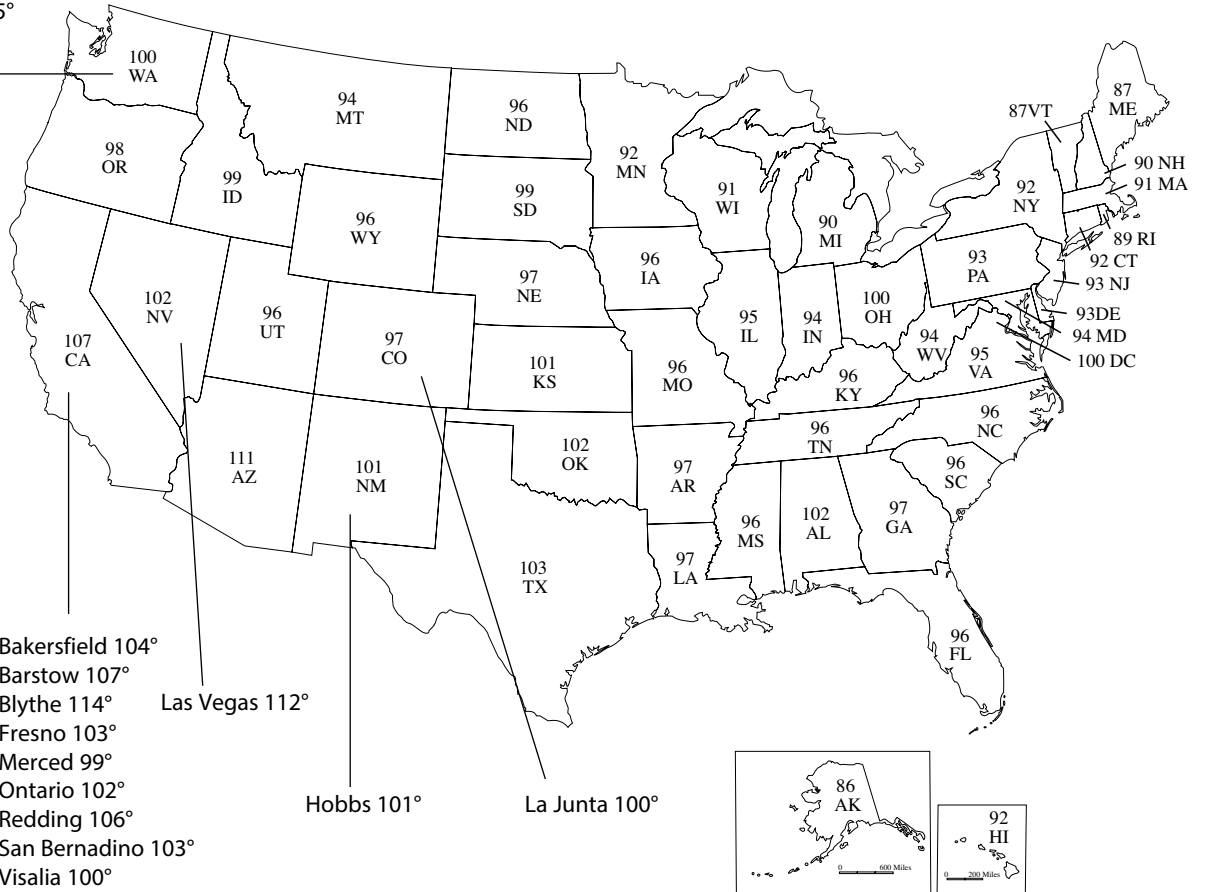 5°
100
WA
94
MT
96
ND
92
MN
87VT
87
ME
98
OR
99
ID
99
SD
91
WI
90 NH
91 MA
96
WY
92
NY
90
MI
89 RI
92 CT
93 NJ
93
PA
96
IA
97
NE
102
NV
96
UT
100
OH
93DE
94 MD
100 DC
107
CA
97
CO
95
IL
94
IN
94
WV
95
VA
101
KS
96
MO
96
KY
96
NC
96
TN
111
AZ
101
NM
102
OK
97
AR
96
SC
96
MS
102
AL
97
GA
103
TX
97
LA
96
FL
Bakersfield 104°
Barstow 107°
Blythe 114°
Fresno 103°
Merced 99°
Ontario 102°
Redding 106°
San Bernadino 103°
Visalia 100°
Las Vegas 112°
Hobbs 101°
La Junta 100°
86
AK
0 600 Miles
92
HI
0 200 Miles